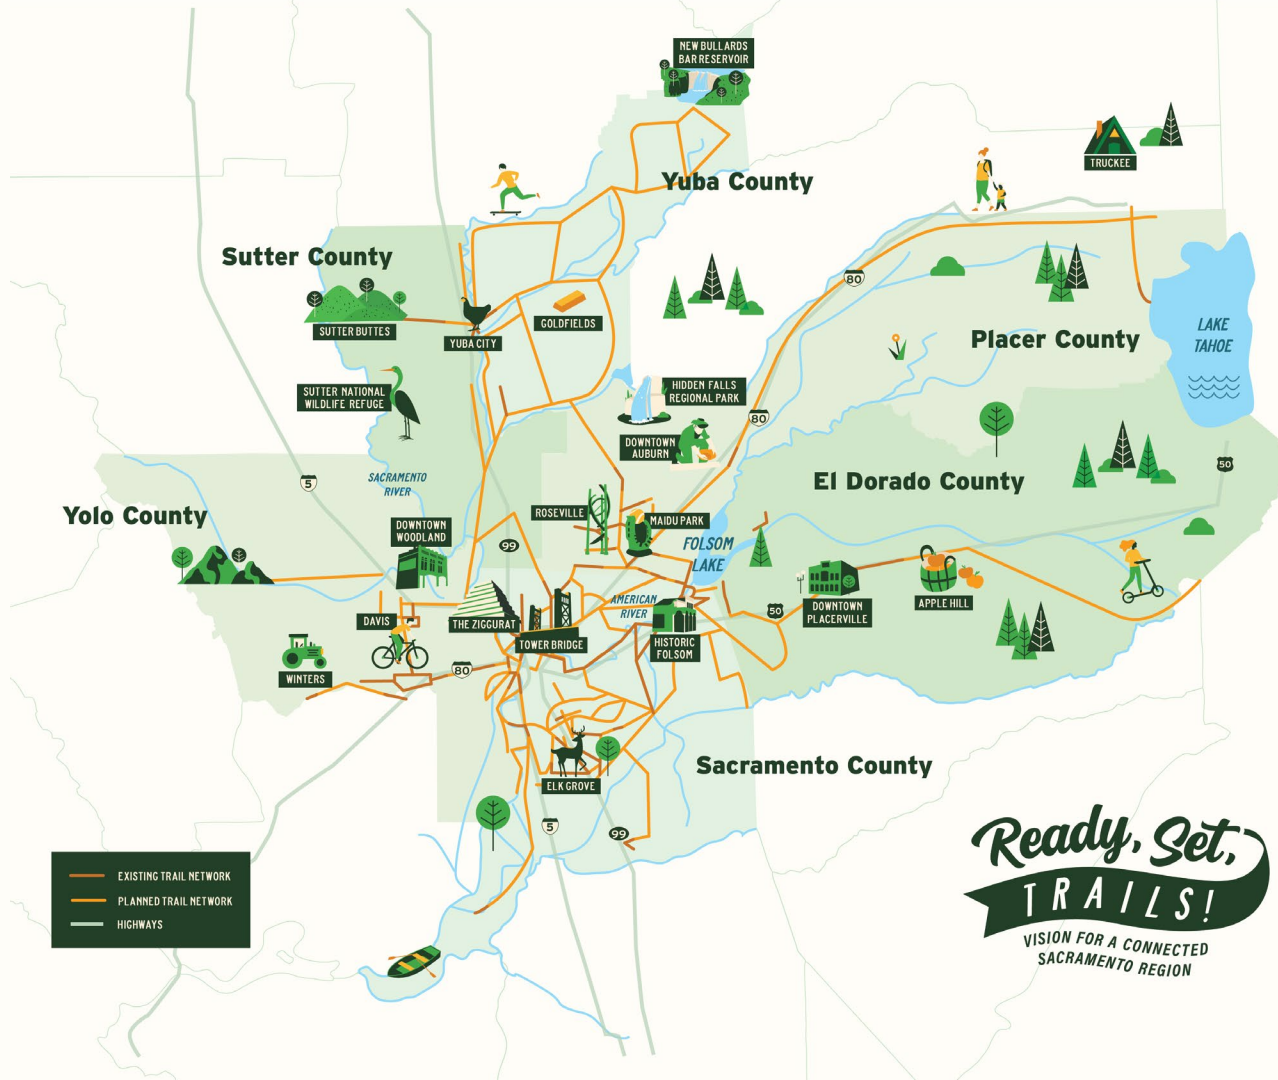 NEW BULLARDS
BAR RESERVOIR
TRUCKEE
Yuba County
Sutter County
80
GOLDFIELDS
SUTTER BUTTES
YUBA CITY
Placer County
LAKE
TAHOE
SUTTER NATIONAL
WILDLIFE REFUGE
HIDDEN FALLS
REGIONAL PARK
80
DOWNTOWN
AUBURN
50
SACRAMENTO
RIVER
5
El Dorado County
Yolo County
ROSEVILLE
MAIDU PARK
DOWNTOWN
WOODLAND
99
FOLSOM
LAKE
AMERICAN
RIVER
APPLE HILL
DOWNTOWN
PLACERVILLE
50
DAVIS
THE ZIGGURAT
TOWER BRIDGE
HISTORIC
FOLSOM
80
WINTERS
Sacramento County
ELK GROVE
5
99
EXISTING TRAIL NETWORK
PLANNED TRAIL NETWORK
HIGHWAYS
Ready, Set,
TRAILS!
VISION FOR A CONNECTED
SACRAMENTO REGION